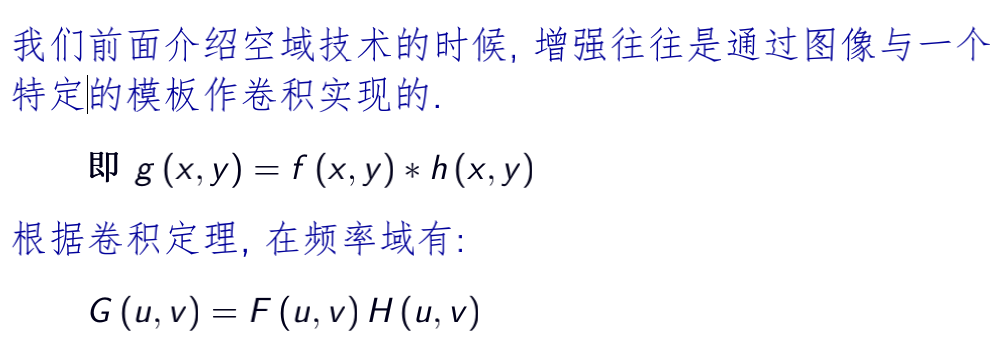 我们前面介绍空域技术的时候, 增强往往是通过图像与一个
特定的模板作卷积实现的.
即 g (x, y) = f (x, y) ∗ h (x, y)
根据卷积定理, 在频率域有:
G (u, v) = F (u, v) H (u, v)